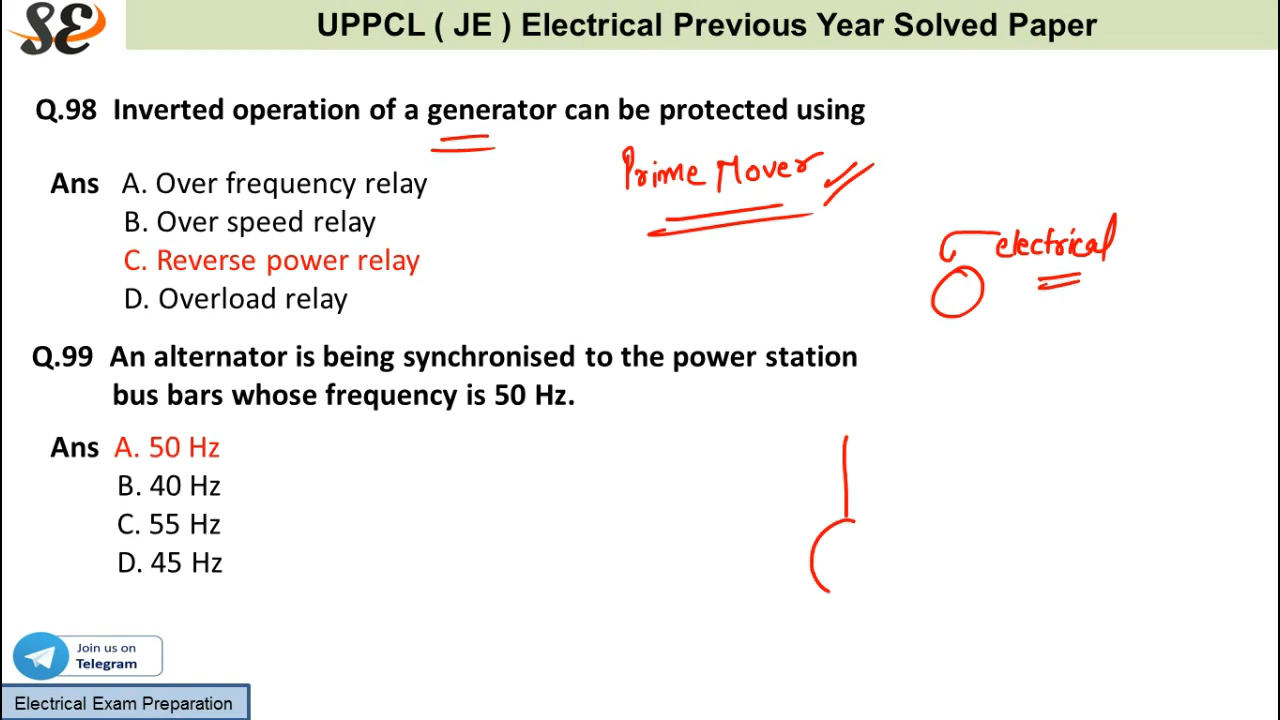 SE
UPPCL ( JE ) Electrical Previous Year Solved Paper
Q.98 Inverted operation of a generator can be protected using
Prime Mover
Ans A. Over frequency relay
B. Over speed relay
electrical
C. Reverse power relay
D. Overload relay
Q.99 An alternator is being synchronised to the power station
bus bars whose frequency is 50 Hz.
Ans A. 50 Hz
B. 40 Hz
C. 55 Hz
D. 45 Hz
Join us on
Telegram
Electrical Exam Preparation